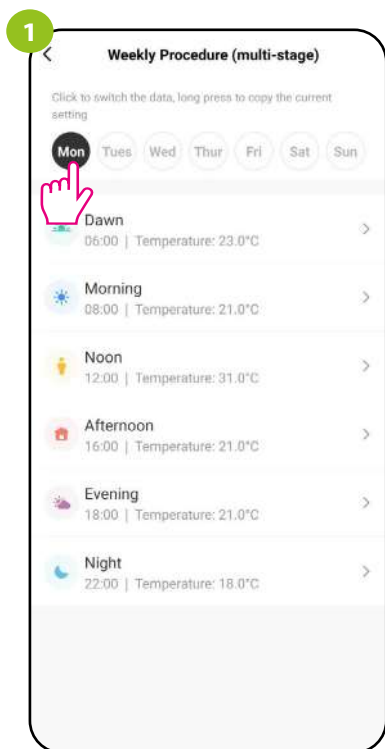 1
Weekly Procedure (multi-stage)
Click to switch the data, long press to copy the current
setting
Mon Tues Wed Thur Fri Sat Sun
Dawn
06:00 | Temperature: 23.0°C
Morning
08:00 | Temperature: 21.0°C
Noon
12:00 | Temperature: 31.0°C
Afternoon
16:00 | Temperature: 21.0°C
Evening
18:00 | Temperature: 21.0°C
Night
22:00 | Temperature: 18.0°C